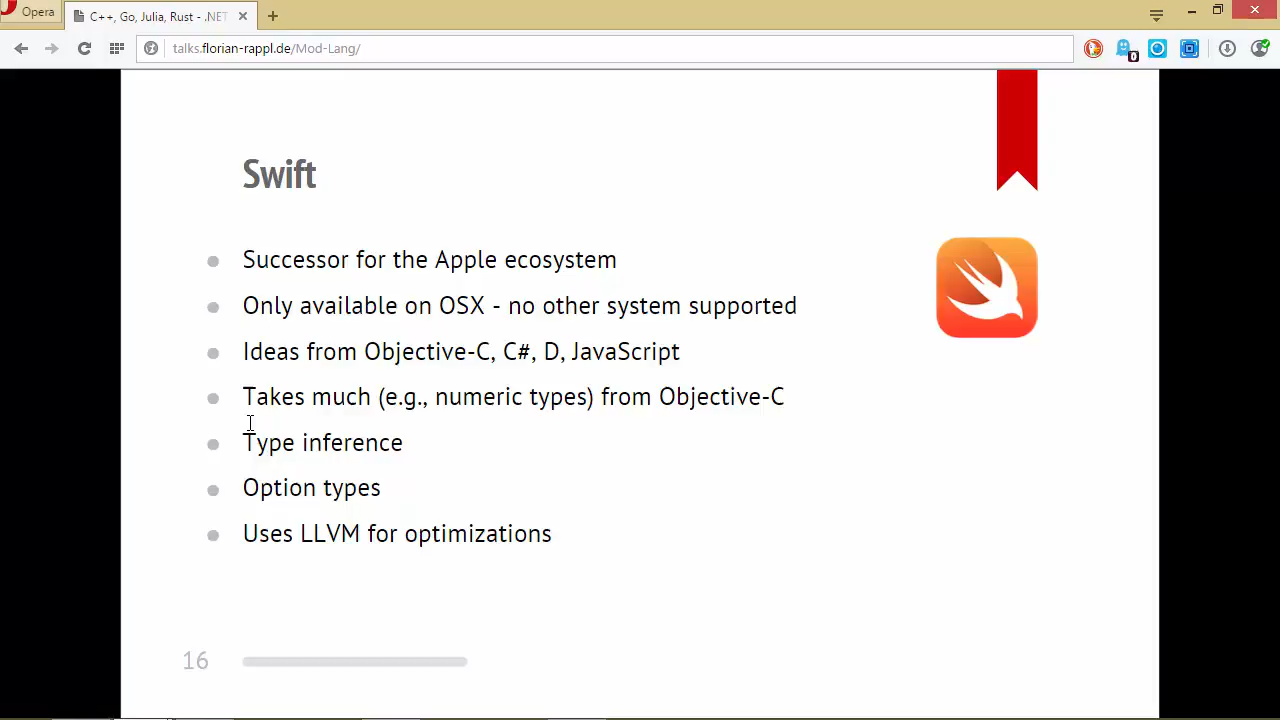 Opera
C++, Go, Julia, Rust - .NET
talks.florian-rappl.de/Mod-Lang/
0
Swift
Successor for the Apple ecosystem
Only available on OSX - no other system supported
Ideas from Objective-C, C#, D, JavaScript
Takes much (e.g., numeric types) from Objective-C
Type inference
Option types
Uses LLVM for optimizations
16